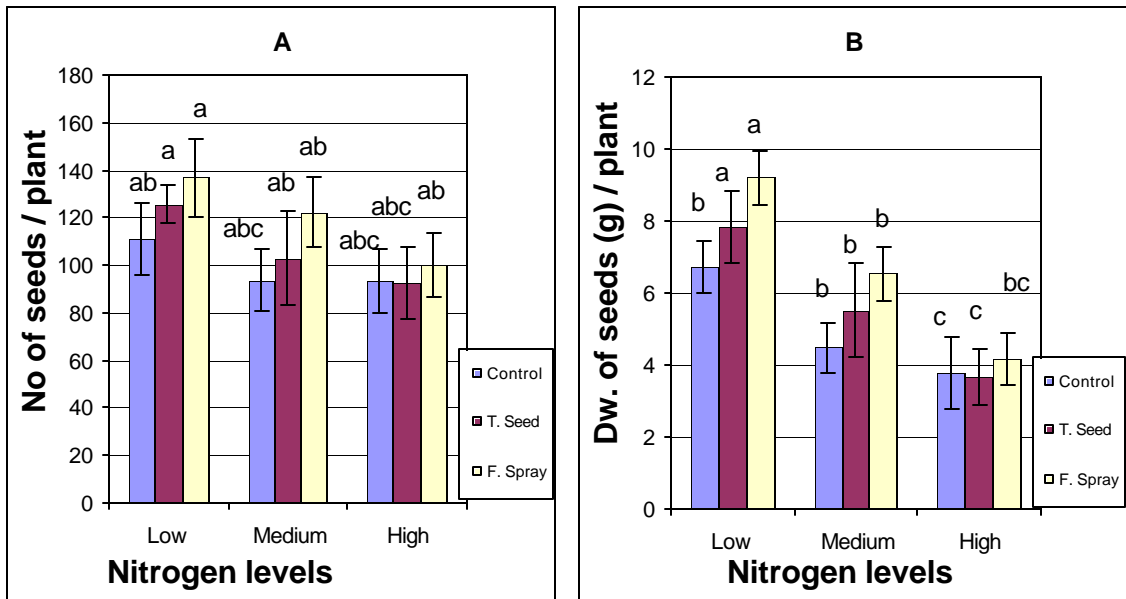 A
No of seeds / plant
180
160
140
120
100
80
60
40
20
0
ab
a
a
abc
ab
ab
abc
abc
ab
Low Medium High
Nitrogen levels
Control
T. Seed
F. Spray
B
Dw. of seeds (g) / plant
12
10
8
6
4
2
0
b
a
a
b
b
b
c
c
bc
Low Medium High
Nitrogen levels
Control
T. Seed
F. Spray